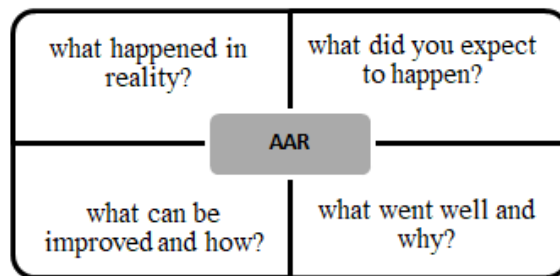 what happened in
reality?
what did you expect
to happen?
AAR
what can be
improved and how?
what went well and
why?